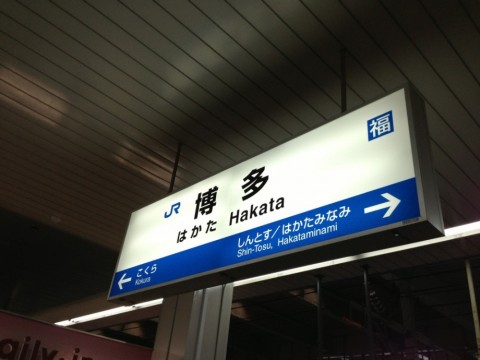 福
JR 博多
はかた Hakata
しんとす/はかたみなみ →
Shin-Tosu, Hakataminami
← こくら
Kokura
aily.j